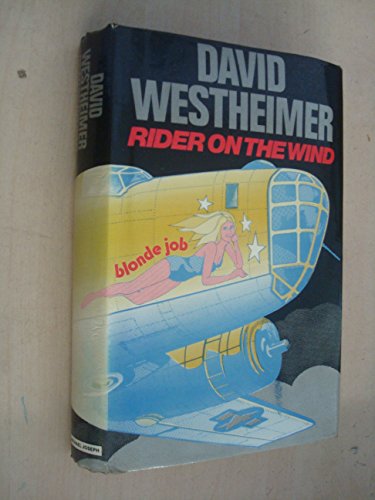 DAVID
WESTHEIMER
RIDER ON THE WIND
blonde job
DAVID
WESTHEIMER